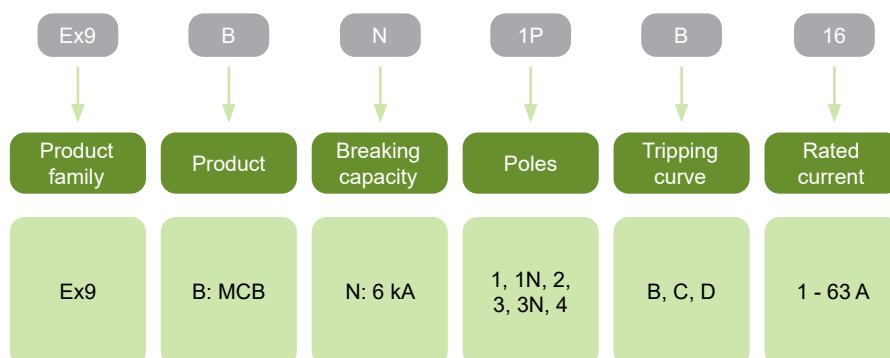 Ex9
B
N
1P
B
16
Product
family
Product
Breaking
capacity
Poles
Tripping
curve
Rated
current
Ex9
B: MCB
N: 6 kA
1, 1N, 2,
3, 3N, 4
B, C, D
1 - 63 A